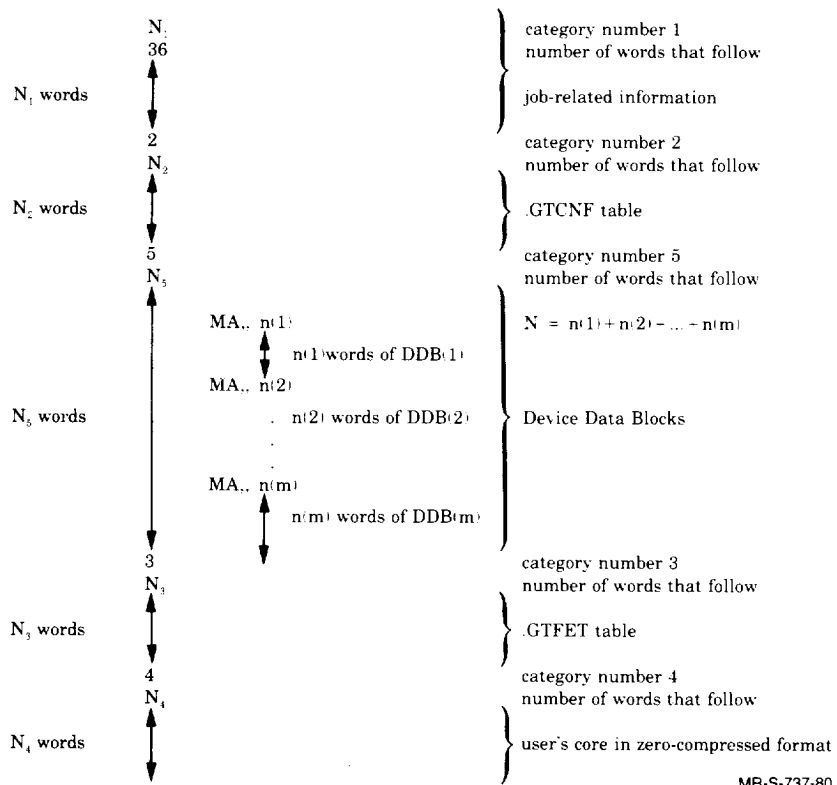 N₁ category number 1
36 number of words that follow
N₁ words job-related information
2 category number 2
N₂ number of words that follow
N₂ words .GTCNF table
5 category number 5
N₅ number of words that follow
MA,, n(1) N = n(1)+n(2)-...-n(m)
n(1)words of DDB(1)
MA,, n(2)
N₅ words . n(2) words of DDB(2) Device Data Blocks
.
.
MA,, n(m)
n(m) words of DDB(m)
3 category number 3
N₃ number of words that follow
N₃ words .GTFET table
4 category number 4
N₄ number of words that follow
N₄ words user's core in zero-compressed format
MR-S-737-80